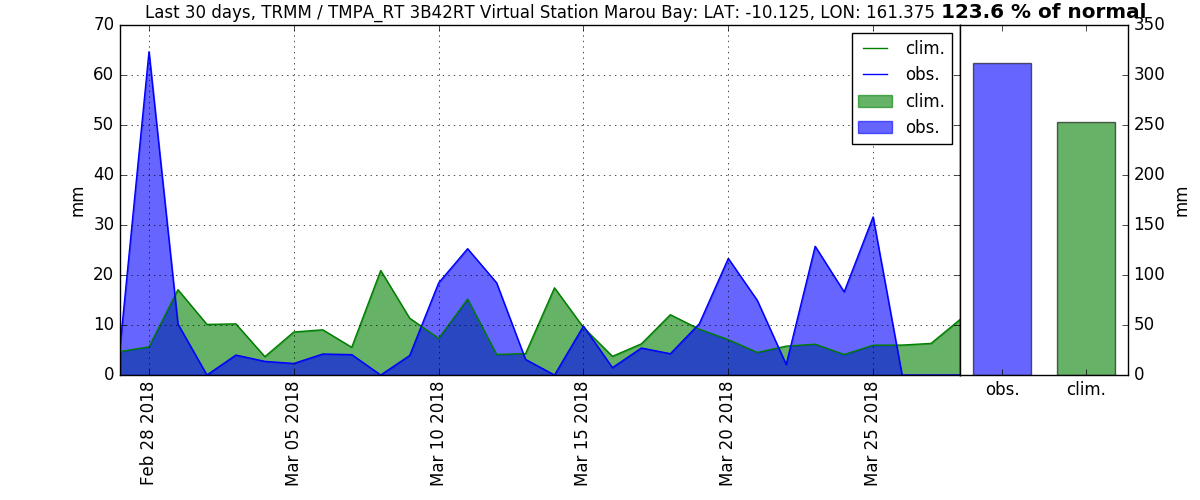 Last 30 days, TRMM / TMPA_RT 3B42RT Virtual Station Marou Bay: LAT: -10.125, LON: 161.375 123.6 % of normal
70
60
50
40
30
20
10
0
mm
clim.
obs.
clim.
obs.
Feb 28 2018
Mar 05 2018
Mar 10 2018
Mar 15 2018
Mar 20 2018
Mar 25 2018
350
300
250
200
150
100
50
0
mm
obs. clim.